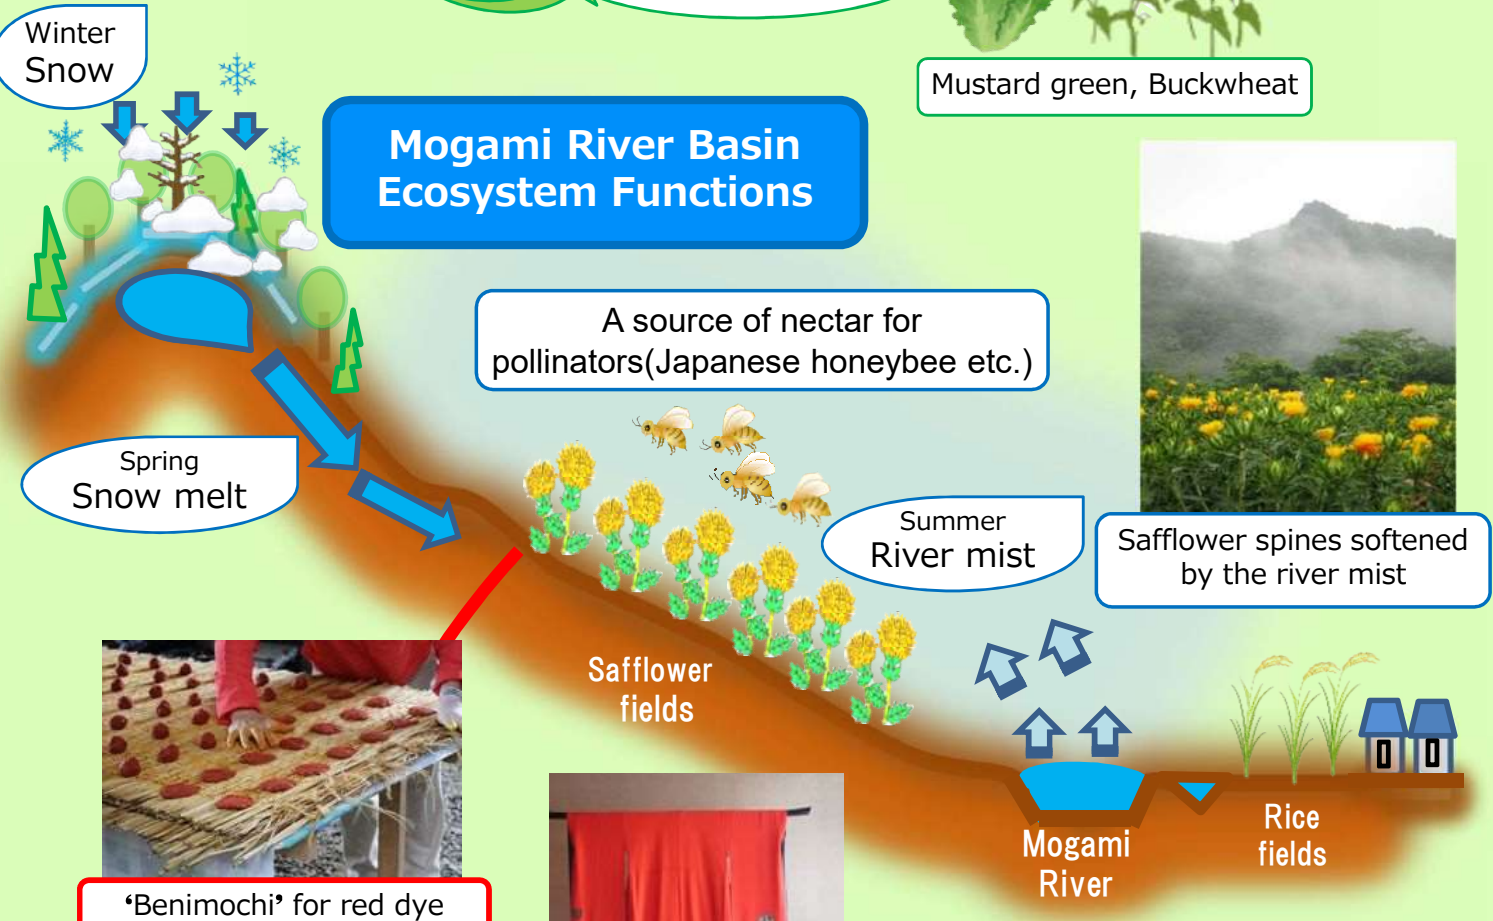 Winter
Snow
Mustard green, Buckwheat
Mogami River Basin
Ecosystem Functions
A source of nectar for
pollinators(Japanese honeybee etc.)
Spring
Snow melt
Summer
River mist
Safflower spines softened
by the river mist
Safflower
fields
Mogami
River
Rice
fields
‘Benimochi’ for red dye